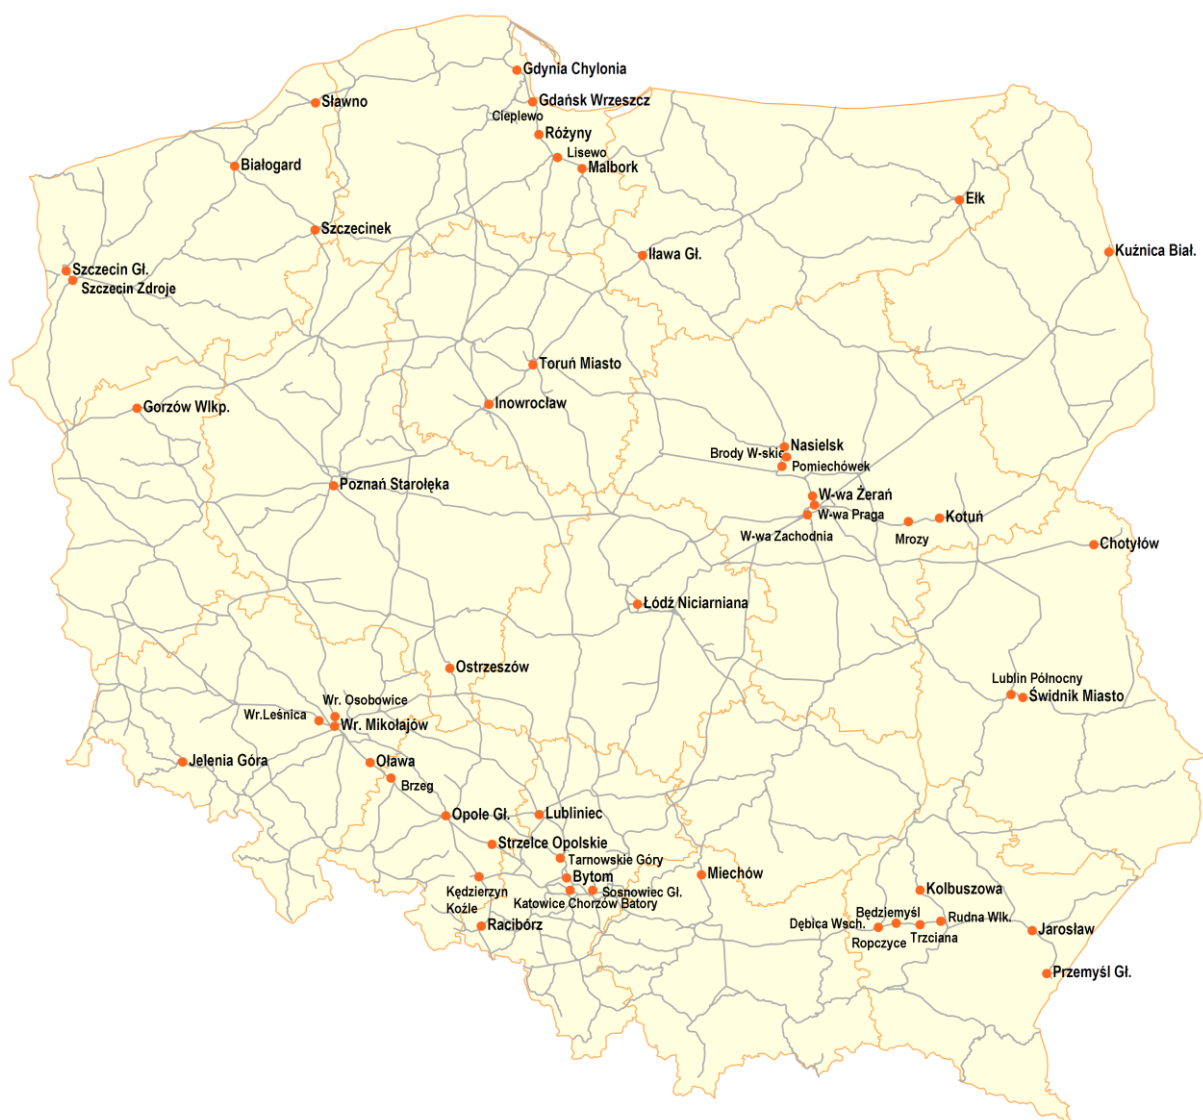 Gdynia Chylonia
Sławno
Gdańsk Wrzeszcz
Cieplewo
Różyny
Lisewo
Białogard
Malbork
Ełk
Szczecinek
Iława Gł.
Kuźnica Biał.
Szczecin Gł.
Szczecin Zdroje
Toruń Miasto
Gorzów Wlkp.
Inowrocław
Nasielsk
Brody W-skie
Pomiechówek
Poznań Starołęka
W-wa Żerań
W-wa Praga
Kotuń
W-wa Zachodnia
Mrozy
Chotyłów
Łódź Niciarniana
Ostrzeszów
Lublin Północny
Świdnik Miasto
Wr. Osobowice
Wr.Leśnica
Wr. Mikołajów
Jelenia Góra
Oława
Brzeg
Opole Gł.
Lubliniec
Strzelce Opolskie
Tarnowskie Góry
Bytom
Miechów
Kędzierzyn
Koźle
Sosnowiec Gł.
Katowice Chorzów Batory
Kolbuszowa
Racibórz
Będziemyśl
Rudna Wlk.
Dębica Wsch.
Jarosław
Trzciana
Ropczyce
Przemyśl Gł.